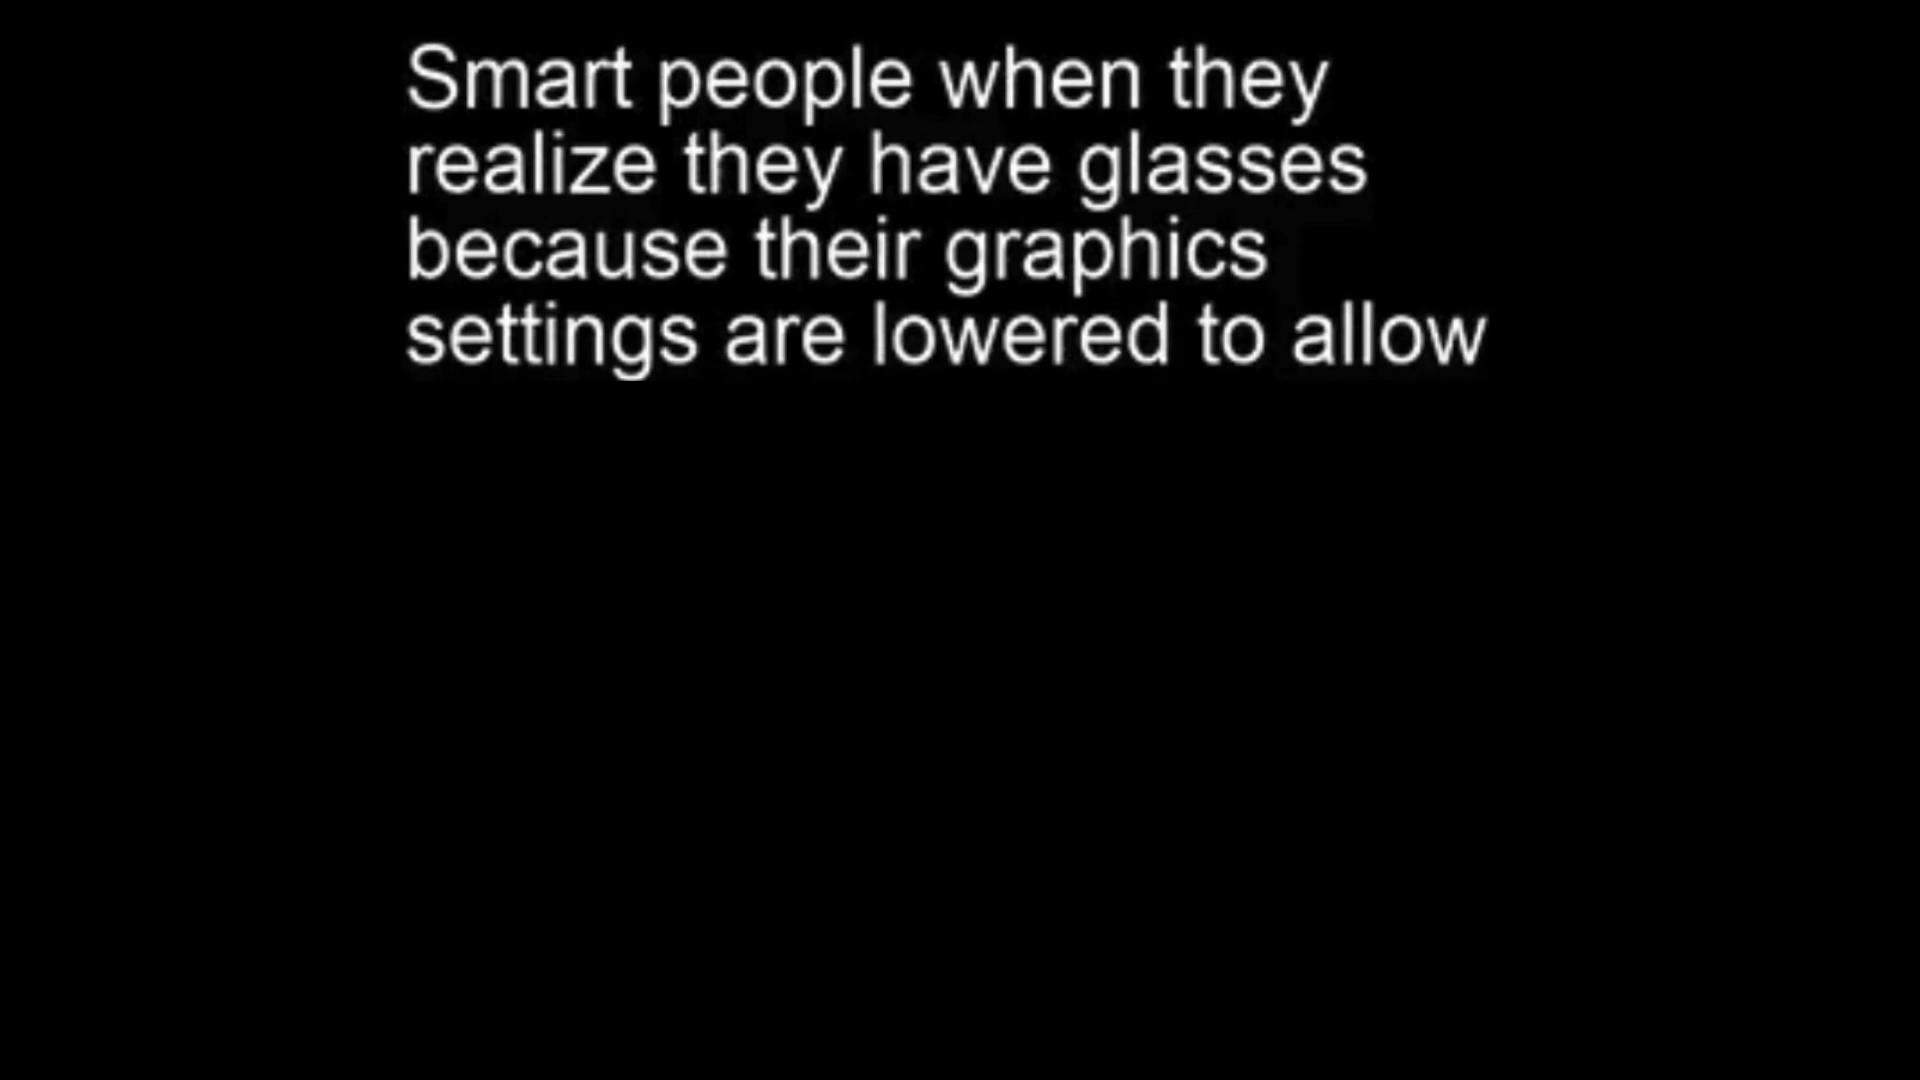 Smart people when they
realize they have glasses
because their graphics
settings are lowered to allow